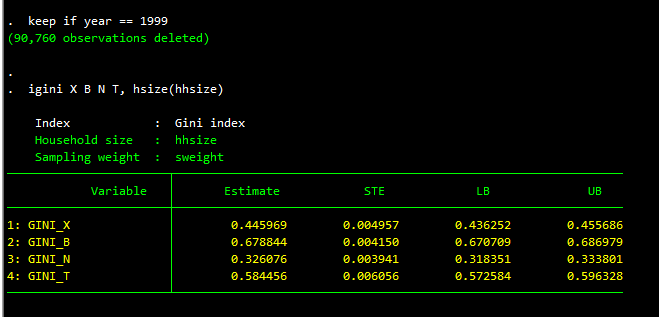 . keep if year == 1999
(90,760 observations deleted)
.
. igini X B N T, hsize(hhsize)
Index : Gini index
Household size : hhsize
Sampling weight : sweight
Variable Estimate STE LB UB
1: GINI_X 0.445969 0.004957 0.436252 0.455686
2: GINI_B 0.678844 0.004150 0.670709 0.686979
3: GINI_N 0.326076 0.003941 0.318351 0.333801
4: GINI_T 0.584456 0.006056 0.572584 0.596328